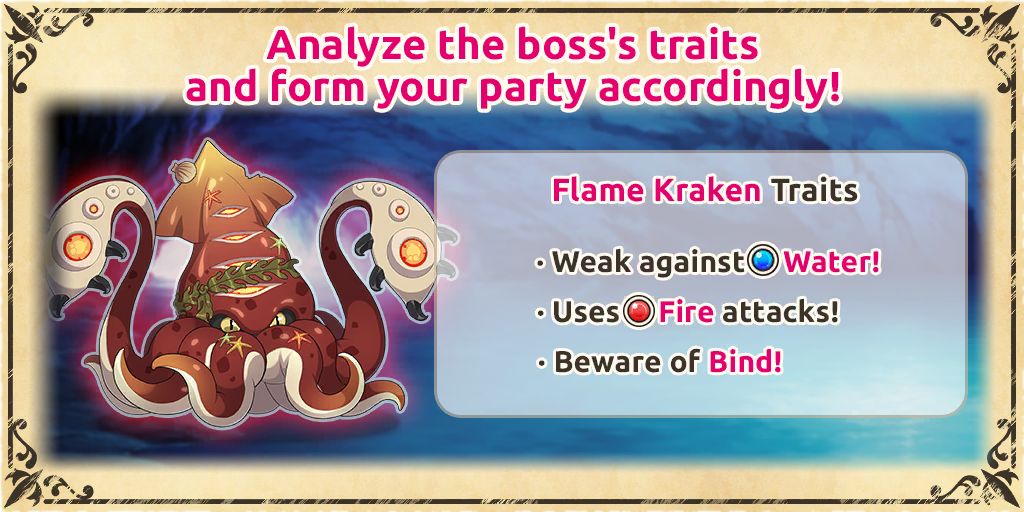 Analyze the boss's traits
and form your party accordingly!
Flame Kraken Traits
・Weak against Water!
・Uses Fire attacks!
・Beware of Bind!